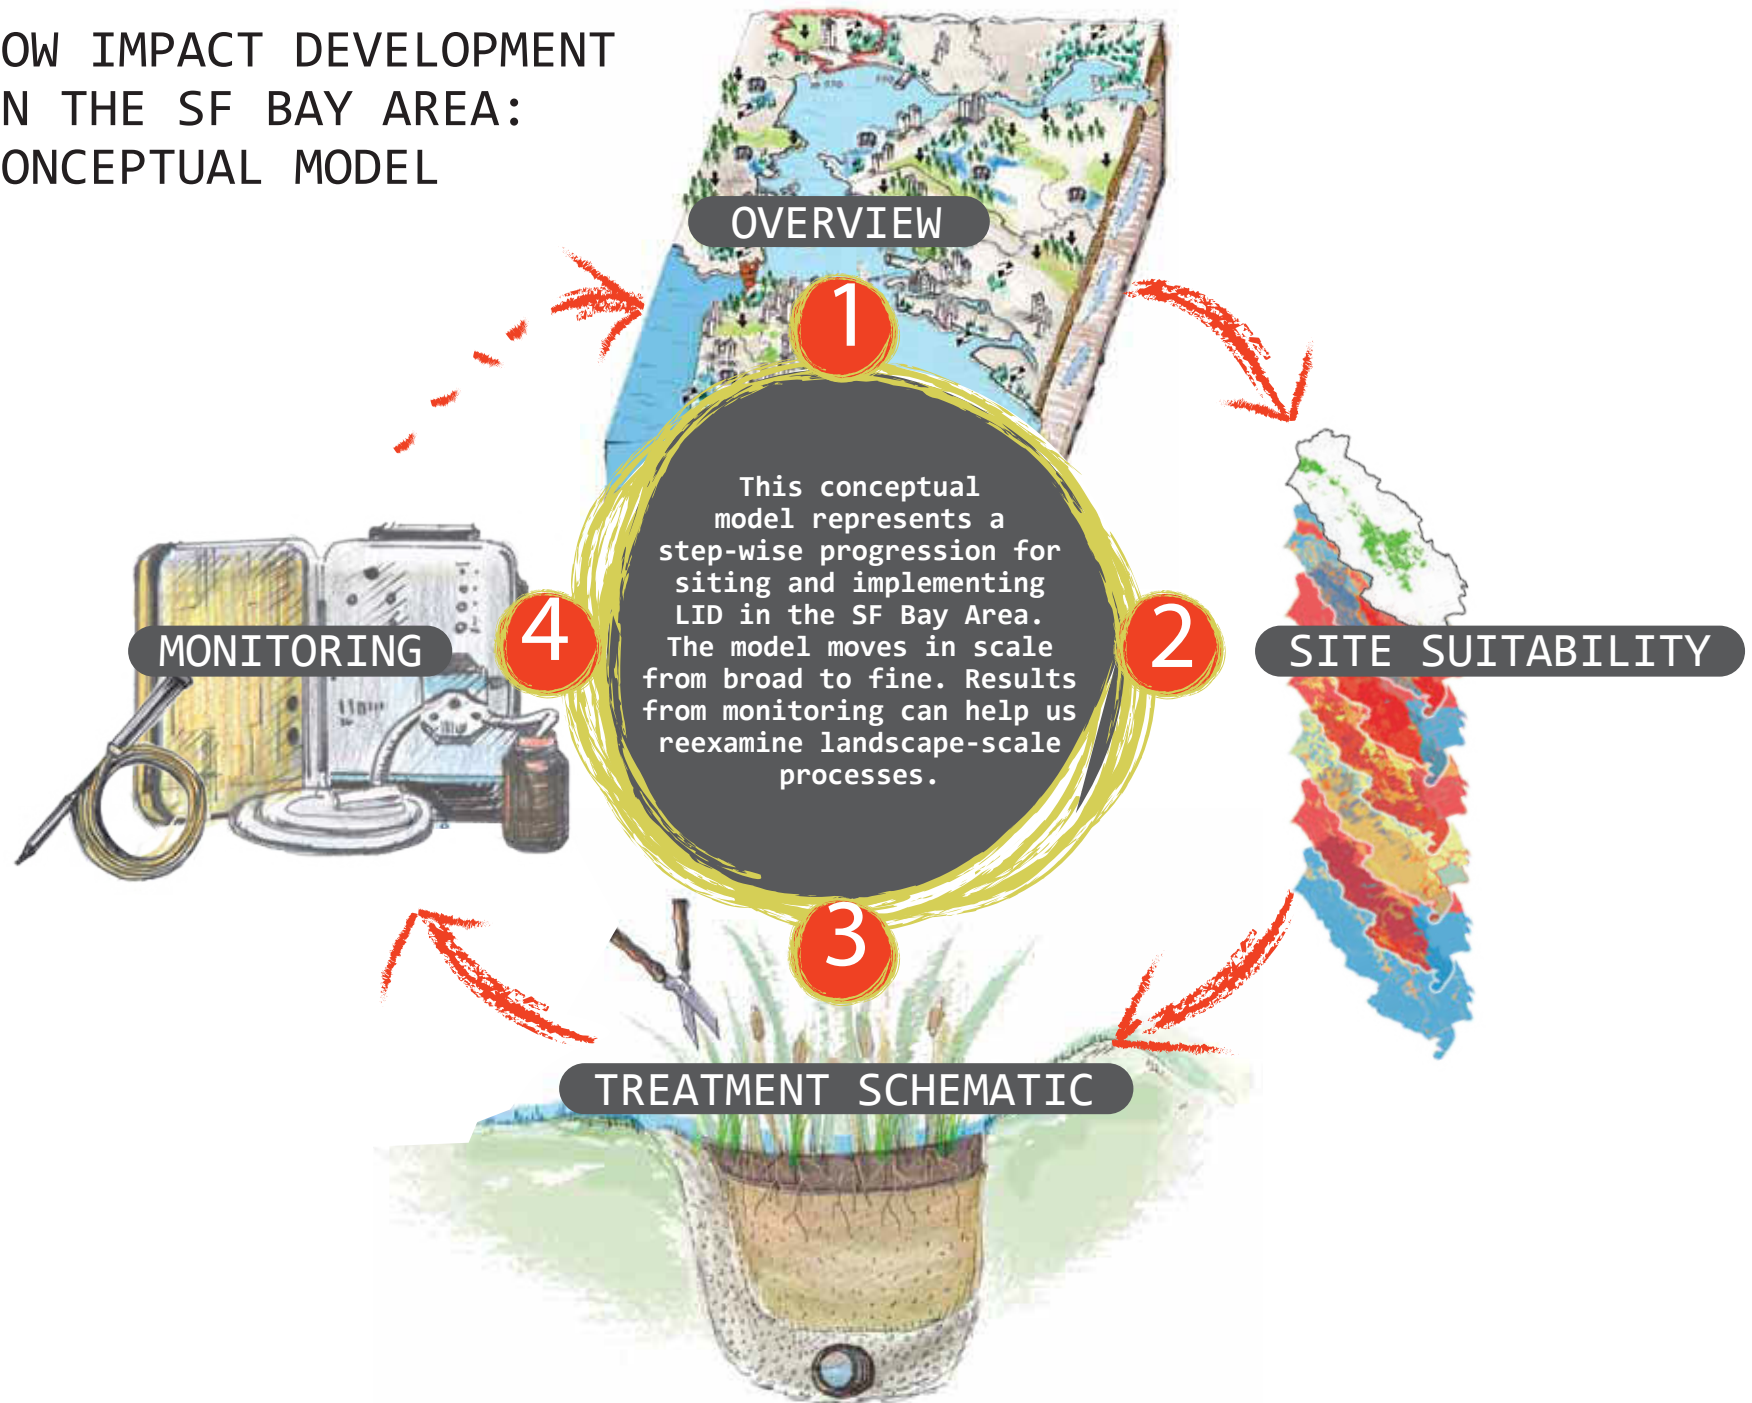 OW IMPACT DEVELOPMENT
N THE SF BAY AREA:
ONCEPTUAL MODEL
OVERVIEW
1
This conceptual
model represents a
step-wise progression for
siting and implementing
LID in the SF Bay Area.
The model moves in scale
from broad to fine. Results
from monitoring can help us
reexamine landscape-scale
processes.
2
SITE SUITABILITY
3
TREATMENT SCHEMATIC
4
MONITORING